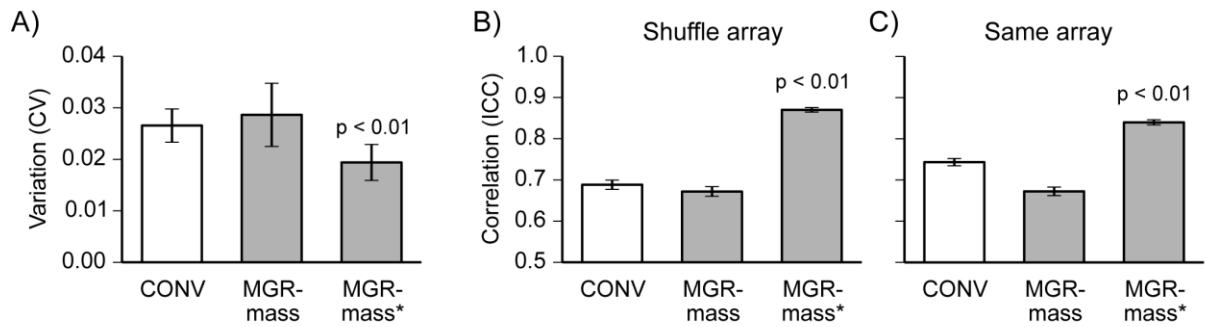 A)
Variation (CV)
0.04
0.03
0.02
0.01
0.00
p < 0.01
CONV
MGR-
mass
MGR-
mass*
B)
Shuffle array
Correlation (ICC)
1.0
0.9
0.8
0.7
0.6
0.5
p < 0.01
CONV
MGR-
mass
MGR-
mass*
C)
Same array
p < 0.01
CONV
MGR-
mass
MGR-
mass*